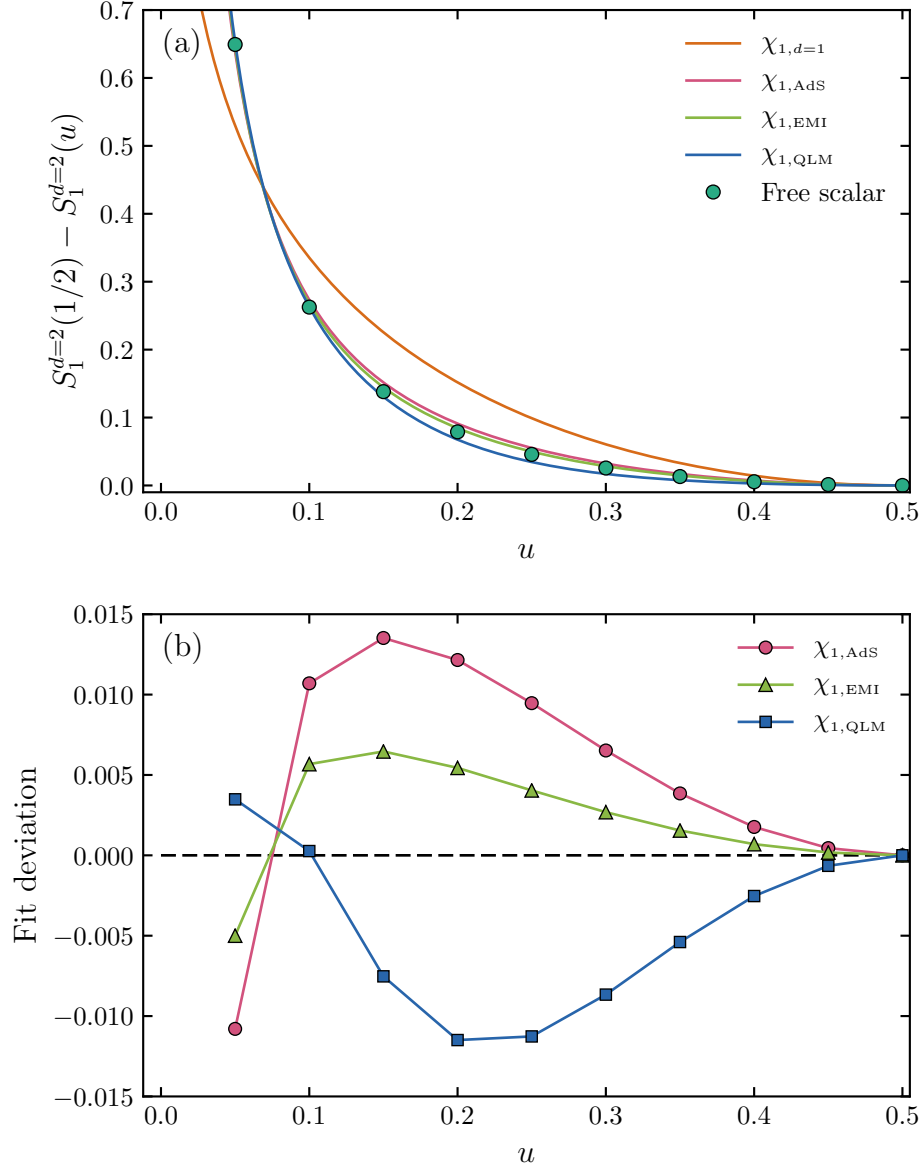 (a)
S₁^{d=2}(1/2) − S₁^{d=2}(u)
0.7
0.6
0.5
0.4
0.3
0.2
0.1
0.0
χ₁,d=1
χ₁,AdS
χ₁,EMI
χ₁,QLM
Free scalar
0.0 0.1 0.2 0.3 0.4 0.5
u
(b)
Fit deviation
0.015
0.010
0.005
0.000
−0.005
−0.010
−0.015
χ₁,AdS
χ₁,EMI
χ₁,QLM
0.0 0.1 0.2 0.3 0.4 0.5
u